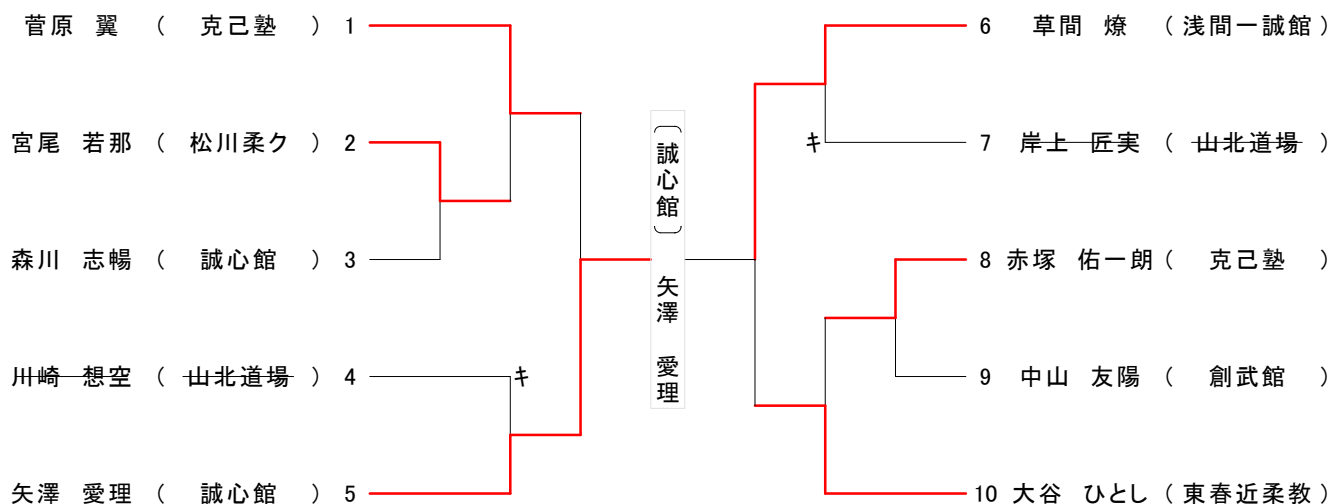 菅原 翼 ( 克己塾 ) 1
宮尾 若那 ( 松川柔ク ) 2
森川 志暢 ( 誠心館 ) 3
川崎 想空 ( 山北道場 ) 4
キ
矢澤 愛理 ( 誠心館 ) 5
(誠心館) 矢澤 愛理
6 草間 燎 ( 浅間一誠館 )
キ
7 岸上 匠実 ( 山北道場 )
8 赤塚 佑一朗 ( 克己塾 )
9 中山 友陽 ( 創武館 )
10 大谷 ひとし ( 東春近柔教 )